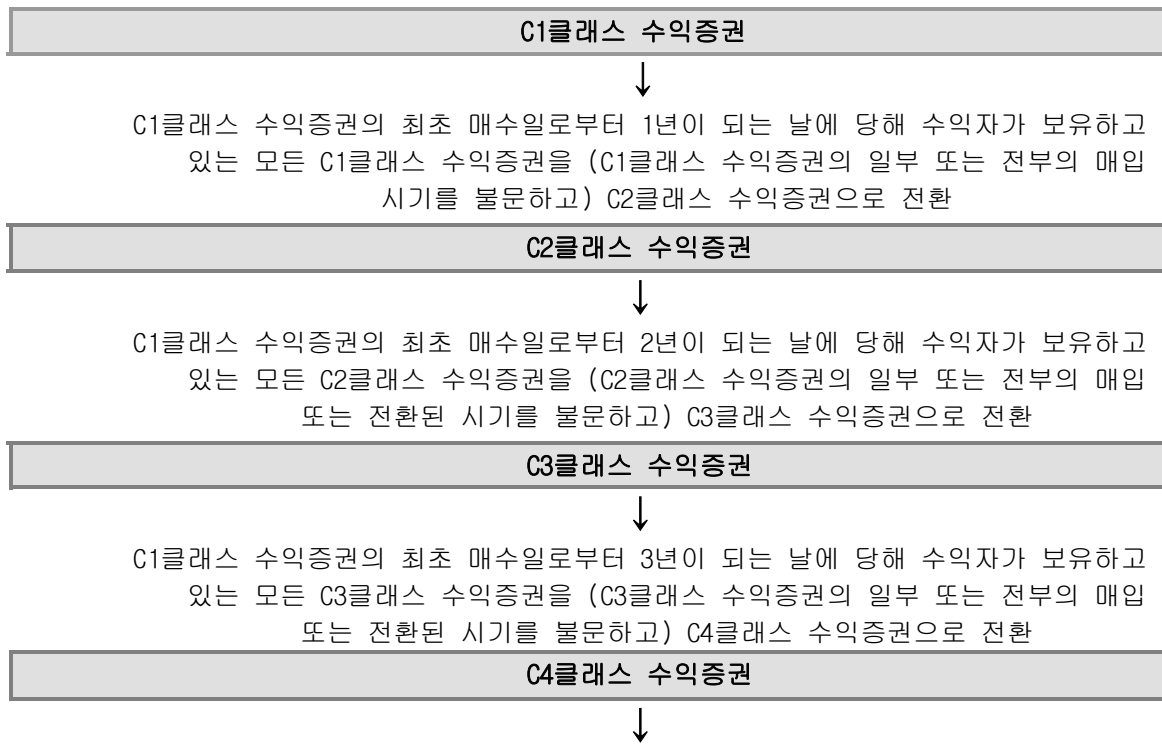 C1클래스 수익증권
↓
C1클래스 수익증권의 최초 매수일로부터 1년이 되는 날에 당해 수익자가 보유하고
있는 모든 C1클래스 수익증권을 (C1클래스 수익증권의 일부 또는 전부의 매입
시기를 불문하고) C2클래스 수익증권으로 전환
C2클래스 수익증권
↓
C1클래스 수익증권의 최초 매수일로부터 2년이 되는 날에 당해 수익자가 보유하고
있는 모든 C2클래스 수익증권을 (C2클래스 수익증권의 일부 또는 전부의 매입
또는 전환된 시기를 불문하고) C3클래스 수익증권으로 전환
C3클래스 수익증권
↓
C1클래스 수익증권의 최초 매수일로부터 3년이 되는 날에 당해 수익자가 보유하고
있는 모든 C3클래스 수익증권을 (C3클래스 수익증권의 일부 또는 전부의 매입
또는 전환된 시기를 불문하고) C4클래스 수익증권으로 전환
C4클래스 수익증권
↓